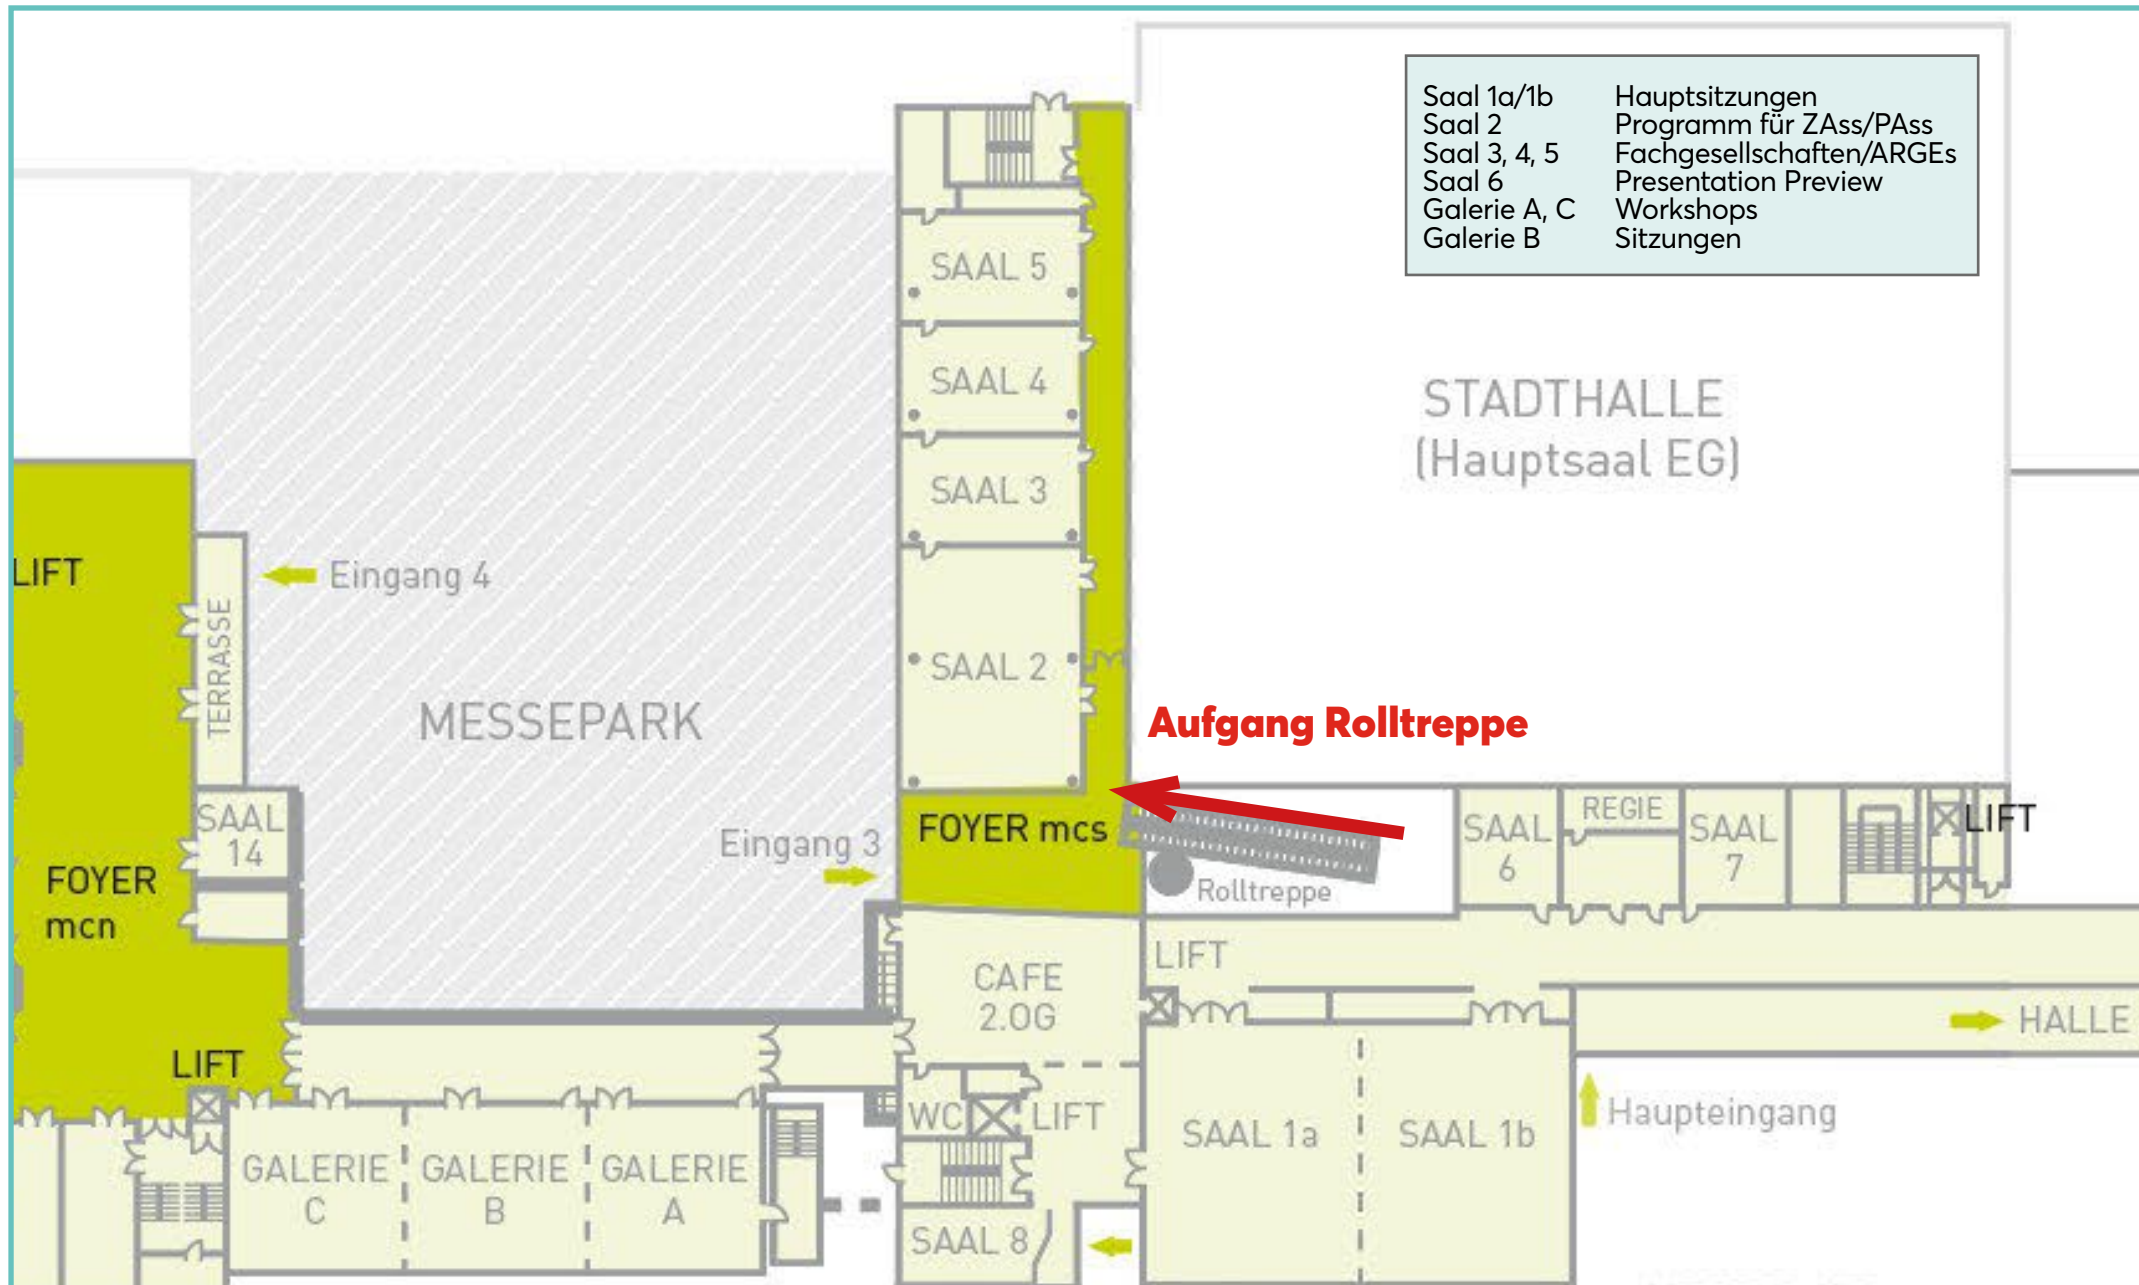 Saal 1a/1b Hauptsitzungen
Saal 2 Programm für ZAss/PAss
Saal 3, 4, 5 Fachgesellschaften/ARGEs
Saal 6 Presentation Preview
Galerie A, C Workshops
Galerie B Sitzungen
SAAL 5
SAAL 4
STADTHALLE
(Hauptsaal EG)
SAAL 3
LIFT
Eingang 4
TERRASSE
SAAL 2
MESSEPARK
Aufgang Rolltreppe
SAAL
14
Eingang 3
FOYER mcs
SAAL
6
REGIE
SAAL
7
LIFT
FOYER
mcn
Rolltreppe
LIFT
CAFE
2.OG
HALLE
LIFT
WC
LIFT
SAAL 1a
SAAL 1b
Haupteingang
GALERIE
C
GALERIE
B
GALERIE
A
SAAL 8